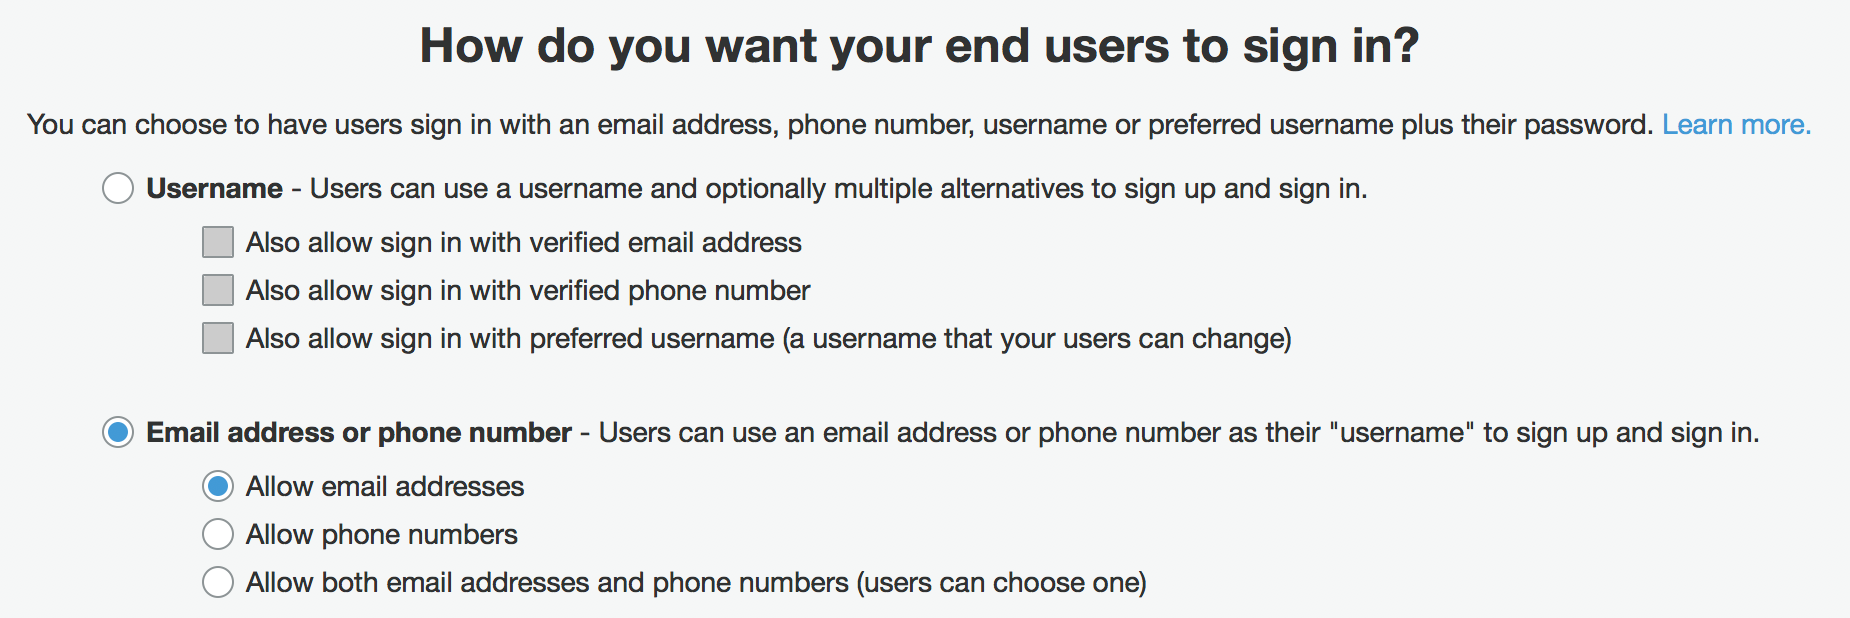 How do you want your end users to sign in?
You can choose to have users sign in with an email address, phone number, username or preferred username plus their password. Learn more.
Username - Users can use a username and optionally multiple alternatives to sign up and sign in.
Also allow sign in with verified email address
Also allow sign in with verified phone number
Also allow sign in with preferred username (a username that your users can change)
Email address or phone number - Users can use an email address or phone number as their "username" to sign up and sign in.
Allow email addresses
Allow phone numbers
Allow both email addresses and phone numbers (users can choose one)